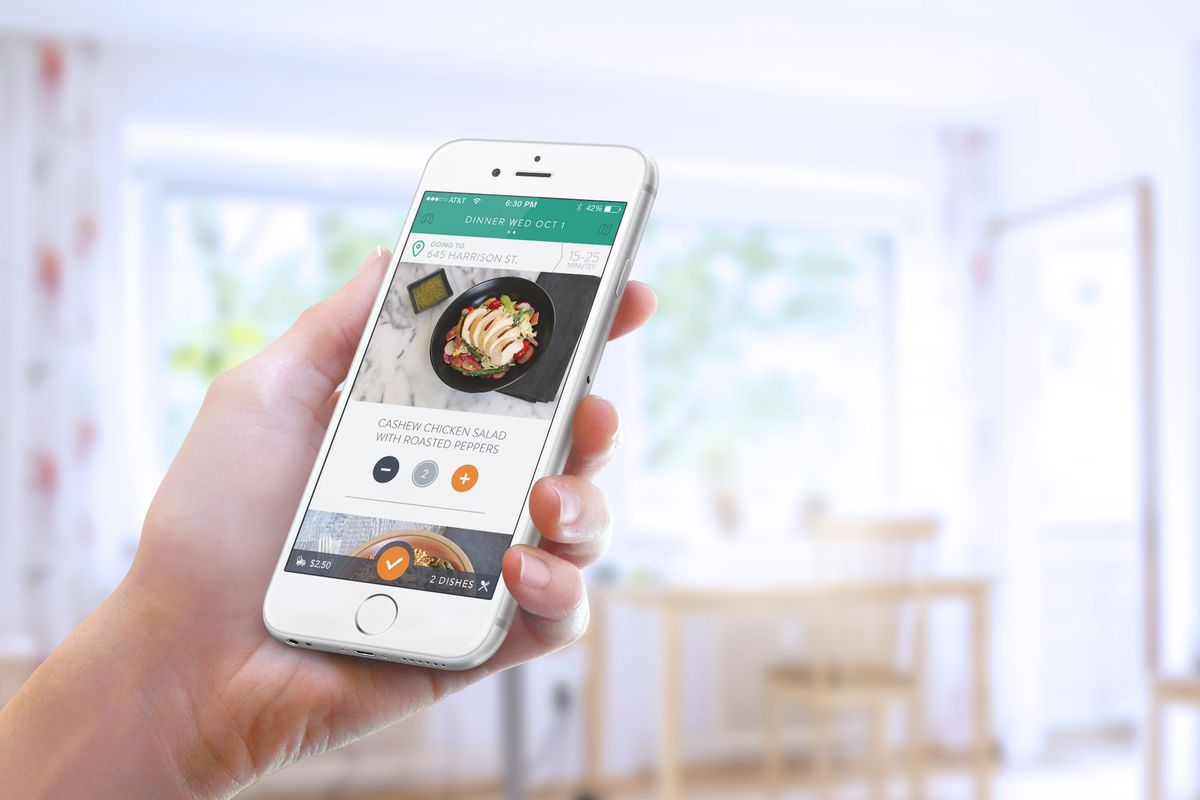 AT&T 6:30 PM 42%
DINNER WED OCT 1
GOING TO
645 HARRISON ST.
15-25
MINUTES
CASHEW CHICKEN SALAD
WITH ROASTED PEPPERS
2
$2.50
2 DISHES